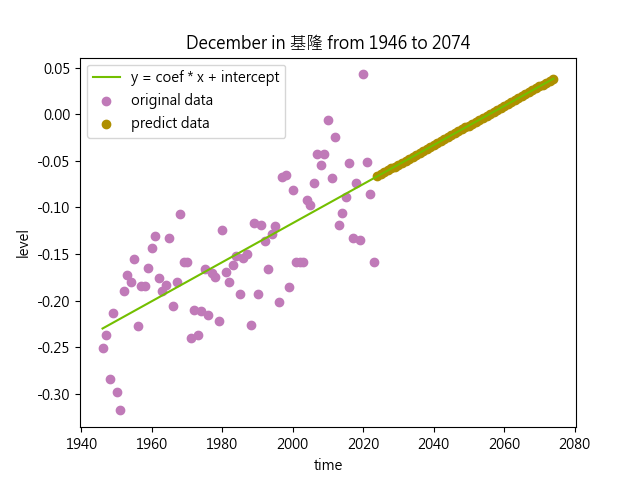 December in 基隆 from 1946 to 2074
y = coef * x + intercept
original data
predict data
0.05
0.00
-0.05
-0.10
-0.15
-0.20
-0.25
-0.30
level
1940
1960
1980
2000
2020
2040
2060
2080
time